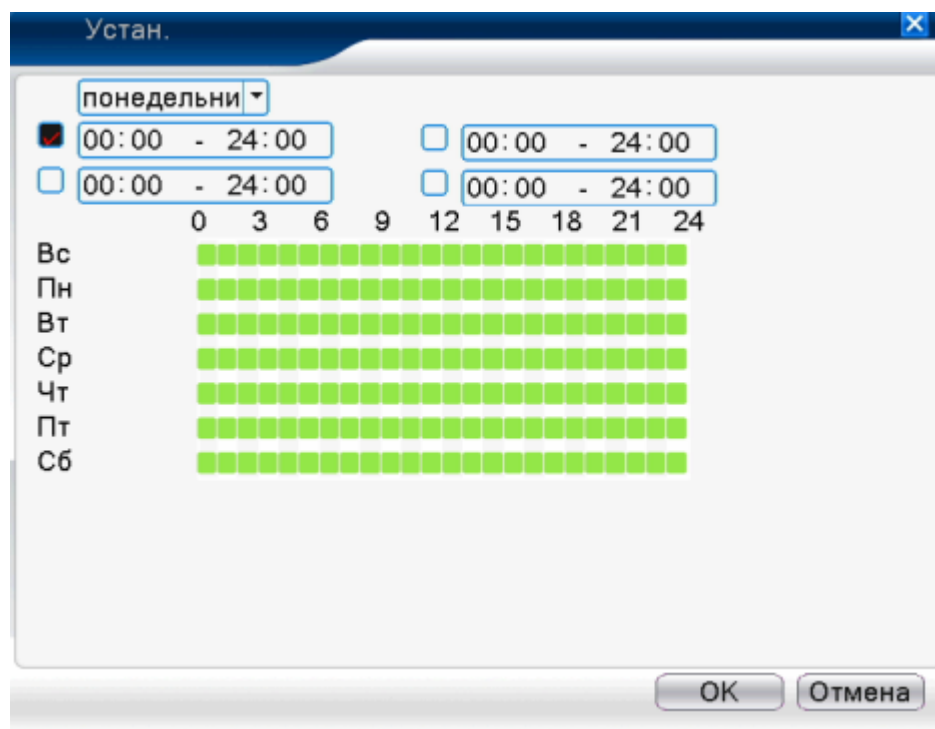 Устан.
понедельни
00:00 - 24:00 00:00 - 24:00
00:00 - 24:00 00:00 - 24:00
0 3 6 9 12 15 18 21 24
Вс
Пн
Вт
Ср
Чт
Пт
Сб
OK Отмена